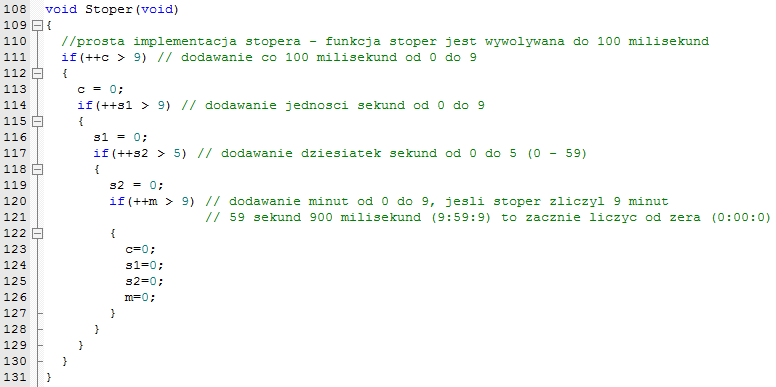 108 void Stoper(void)
109 {
110 //prosta implementacja stopera - funkcja stoper jest wywolywana do 100 milisekund
111 if(++c > 9) // dodawanie co 100 milisekund od 0 do 9
112 {
113 c = 0;
114 if(++s1 > 9) // dodawanie jednosci sekund od 0 do 9
115 {
116 s1 = 0;
117 if(++s2 > 5) // dodawanie dziesiatek sekund od 0 do 5 (0 - 59)
118 {
119 s2 = 0;
120 if(++m > 9) // dodawanie minut od 0 do 9, jesli stoper zliczyl 9 minut
121 // 59 sekund 900 milisekund (9:59:9) to zacznie liczyc od zera (0:00:0)
122 {
123 c=0;
124 s1=0;
125 s2=0;
126 m=0;
127 }
128 }
129 }
130 }
131 }